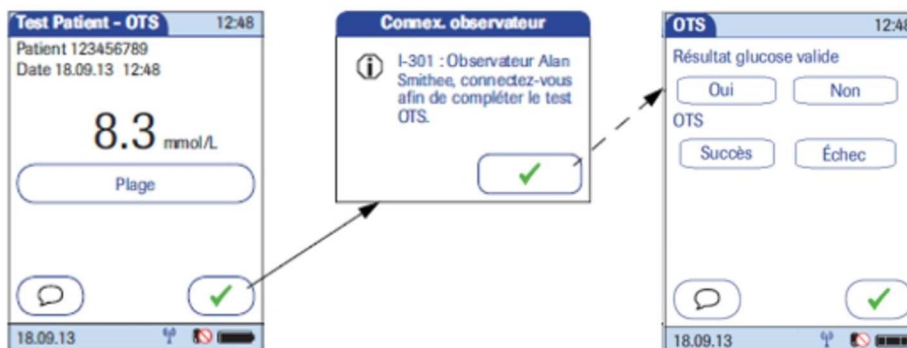 Test Patient - OTS 12:48
Patient 123456789
Date 18.09.13 12:48
8.3 mmol/L
Plage
18.09.13
Connex. observateur
I-301 : Observateur Alan
Smithee, connectez-vous
afin de compléter le test
OTS.
OTS 12:48
Résultat glucose valide
Oui Non
OTS
Succès Échec
18.09.13